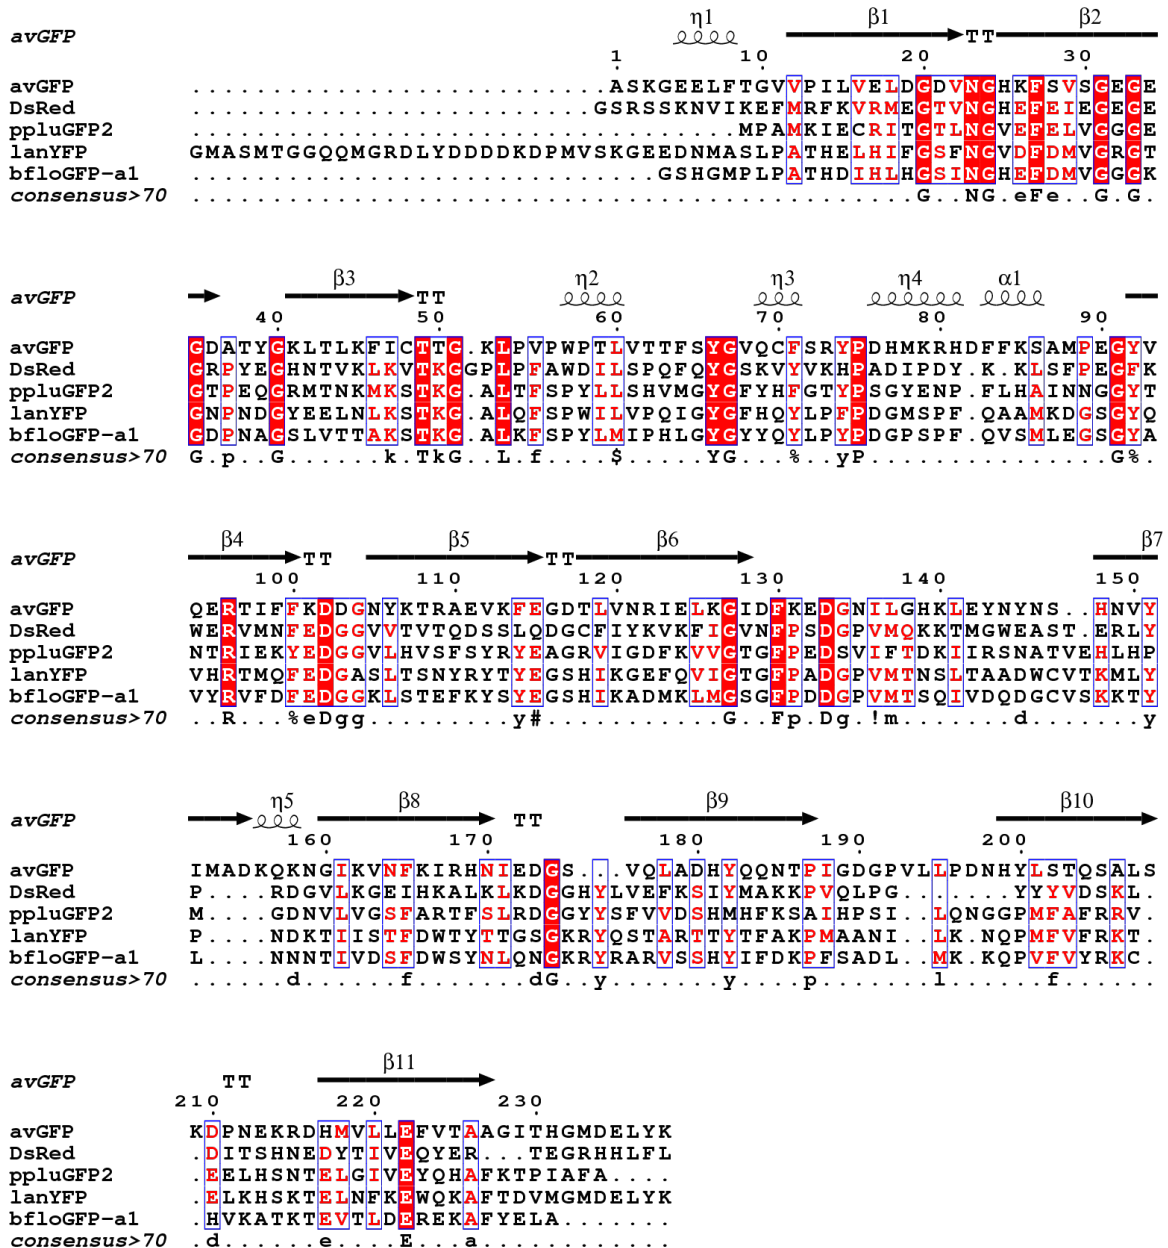 avGFP η1 β1 TT β2
1 10 20 30
avGFP ..........................ASKGEELFTGVVPILVELDGDVNGHKFSVSGEGE
DsRed .........................GSRSSKNVIKEFMRFKVRMEGTVNGHEFEIEGEGE
ppluGFP2 ..................................MPAMKIECRITGTLNGVEFELVGGGE
lanYFP GMASMTGGQQMGRDLYDDDDKDPMVSKGEEDNMASLPATHELHIFGSFNGVDFDMVGRGT
bfloGFP-a1 .............................GSHGMPLPATHDIHLHGSINGHEFDMVGGGK
consensus>70 .............................................G..NG.eFe..G.G.
avGFP β3 TT η2 η3 η4 α1
40 50 60 70 80 90
avGFP GDATYGKLTLKFICTTG.KLPVPWPTLVTTFSYGVQCFSRYPDHMKRHDFFKSAMPEGYV
DsRed GRPYEGHNTVKLKVTKGGPLPFAWDILSPQFQYGSKVYVKHPADIPDY.K.KLSFPEGFK
ppluGFP2 GTPEQGRMTNKMKSTKG.ALTFSPYLLSHVMGYGFYHFGTYPSGYENP.FLHAINNGGYT
lanYFP GNPNDGYEELNLKSTKG.ALQFSPWILVPQIGYGFHQYLPFPDGMSPF.QAAMKDGSGYQ
bfloGFP-a1 GDPNAGSLVTTAKSTKG.ALKFSPYLMIPHLGYGYYQYLPYPDGPSPF.QVSMLEGSGYA
consensus>70 G.p..G......k.TkG..L.f....$.....YG...%..yP...............G%.
avGFP β4 TT β5 TT β6 β7
100 110 120 130 140 150
avGFP QERTIFFKDDGNYKTRAEVKFEGDTLVNRIELKGIDFKEDGNILGHKLEYNYNS..HNVY
DsRed WERVMNFEDGGVVTVTQDSSLQDGCFIYKVKFIGVNFPSDGPVMQKKTMGWEAST.ERLY
ppluGFP2 NTRIEKYEDGGVLHVSFSYRYEAGRVIGDFKVVGTGFPEDSVIFTDKIIRSNATVEHLHP
lanYFP VHRTMQFEDGASLTSNYRYTYEGSHIKGEFQVIGTGFPADGPVMTNSLTAADWCVTKMLY
bfloGFP-a1 VYRVFDFEDGGKLSTEFKYSYEGSHIKADMKLMGSGFPDDGPVMTSQIVDQDGCVSKKTY
consensus>70 ..R...%eDgg.........y#...........G..Fp.Dg.!m........d.......y
avGFP η5 β8 TT β9 β10
160 170 180 190 200
avGFP IMADKQKNGIKVNFKIRHNIEDGS...VQLADHYQQNTPIGDGPVLLPDNHYLSTQSALS
DsRed P....RDGVLKGEIHKALKLKDGGHYLVEFKSIYMAKKPVQLPG......YYYVDSKL.
ppluGFP2 M....GDNVLVGSFARTFSLRDGGYYSFVVDSHMHFKSAIHPSI..LQNGGPMFAFRRV.
lanYFP P....NDKTIISTFDWTYTTGSGKRYQSTARTTYTFAKPMAANI..LK.NQPMFVFRKT.
bfloGFP-a1 L....NNNTIVDSFDWSYNLQNGKRYRARVSSHYIFDKPFSADL..MK.KQPVFVYRKC.
consensus>70 ......d......f.......dG..y.......y....p.......l......f......
avGFP TT β11
210 220 230
avGFP KDPNEKRDHMVLLEFVTAAGITHGMDELYK
DsRed .DITSHNEDYTIVEQYER...TEGRHHLFL
ppluGFP2 .EELHSNTELGIVEYQHAFKTPIAFA....
lanYFP .ELKHSKTELNFKEWQKAFTDVMGMDELYK
bfloGFP-a1 .HVKATKTEVTLDEREKAFYELA.......
consensus>70 .d......e....E...a............